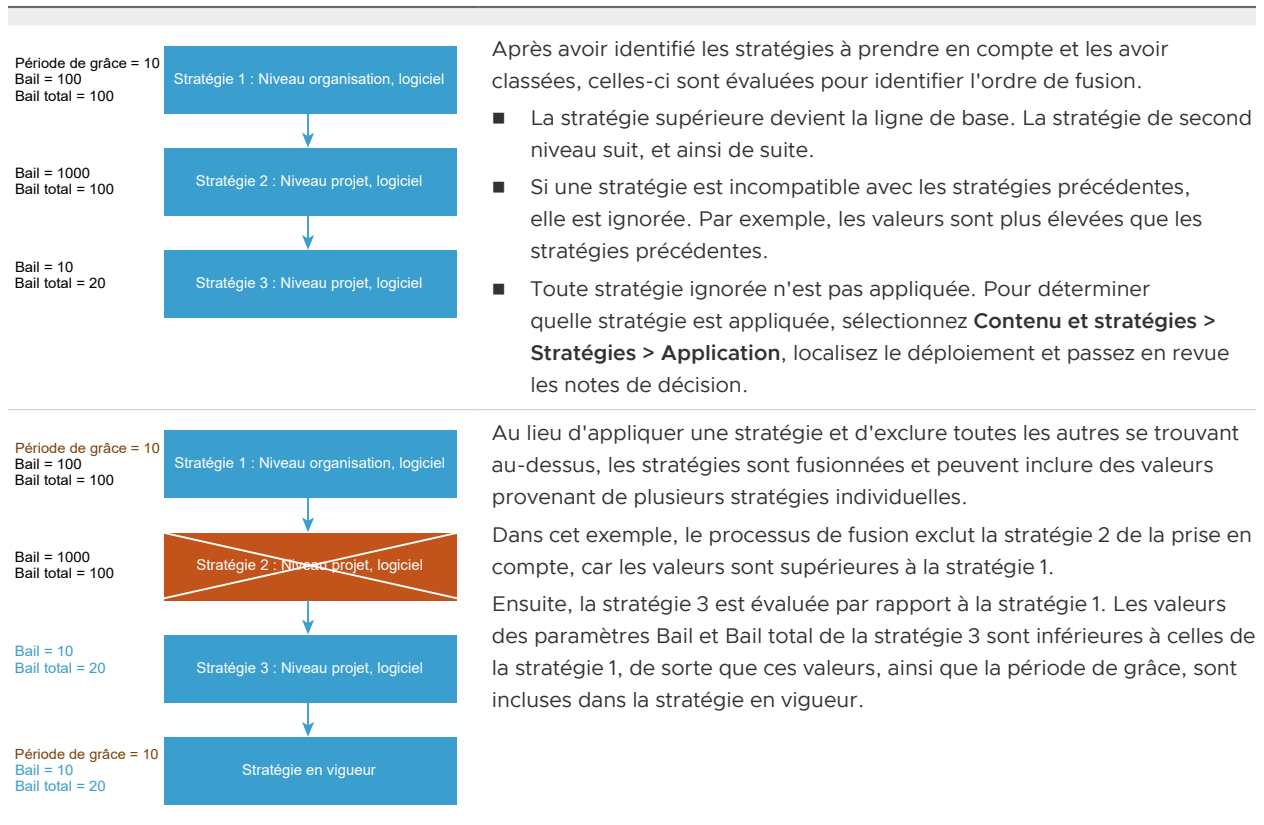 Période de grâce = 10
Bail = 100
Bail total = 100
Stratégie 1 : Niveau organisation, logiciel
Bail = 1000
Bail total = 100
Stratégie 2 : Niveau projet, logiciel
Bail = 10
Bail total = 20
Stratégie 3 : Niveau projet, logiciel
Après avoir identifié les stratégies à prendre en compte et les avoir
classées, celles-ci sont évaluées pour identifier l'ordre de fusion.
■ La stratégie supérieure devient la ligne de base. La stratégie de second
niveau suit, et ainsi de suite.
■ Si une stratégie est incompatible avec les stratégies précédentes,
elle est ignorée. Par exemple, les valeurs sont plus élevées que les
stratégies précédentes.
■ Toute stratégie ignorée n'est pas appliquée. Pour déterminer
quelle stratégie est appliquée, sélectionnez Contenu et stratégies >
Stratégies > Application, localisez le déploiement et passez en revue
les notes de décision.
Période de grâce = 10
Bail = 100
Bail total = 100
Stratégie 1 : Niveau organisation, logiciel
Bail = 1000
Bail total = 100
Stratégie 2 : Niveau projet, logiciel
Bail = 10
Bail total = 20
Stratégie 3 : Niveau projet, logiciel
Période de grâce = 10
Bail = 10
Bail total = 20
Stratégie en vigueur
Au lieu d'appliquer une stratégie et d'exclure toutes les autres se trouvant
au-dessus, les stratégies sont fusionnées et peuvent inclure des valeurs
provenant de plusieurs stratégies individuelles.
Dans cet exemple, le processus de fusion exclut la stratégie 2 de la prise en
compte, car les valeurs sont supérieures à la stratégie 1.
Ensuite, la stratégie 3 est évaluée par rapport à la stratégie 1. Les valeurs
des paramètres Bail et Bail total de la stratégie 3 sont inférieures à celles de
la stratégie 1, de sorte que ces valeurs, ainsi que la période de grâce, sont
incluses dans la stratégie en vigueur.